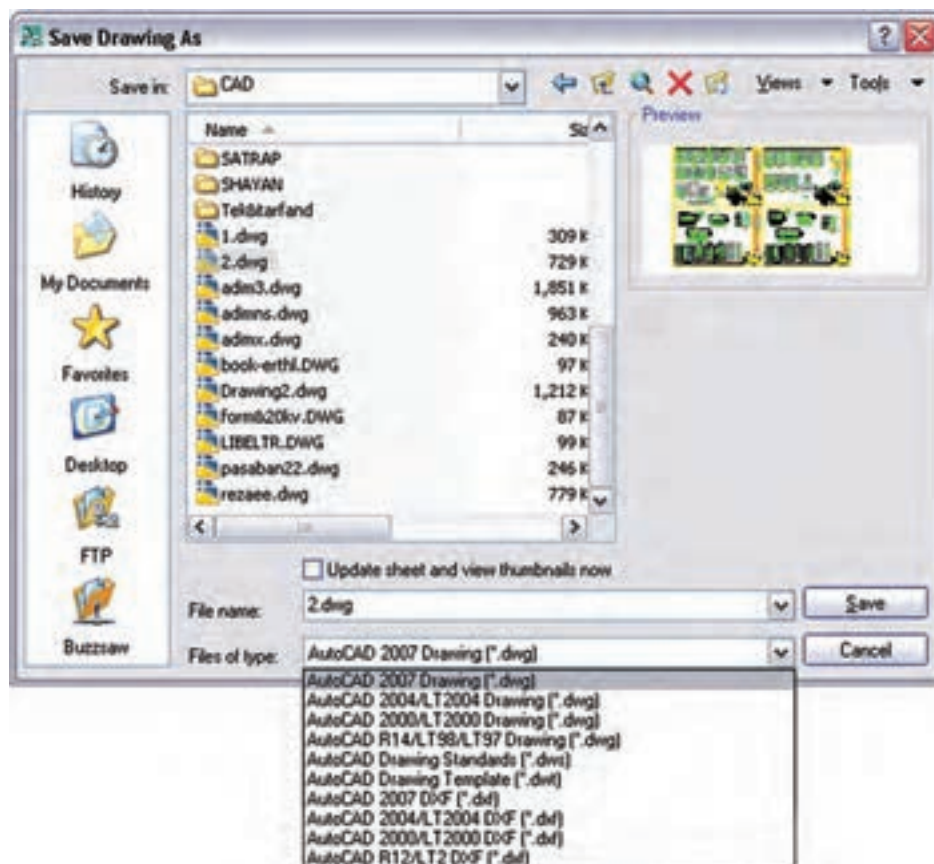 Save Drawing As
Save in:
CAD
Views
Tools
History
My Documents
Favorites
Desktop
FTP
Buzzsaw
Name
SATRAP
SHAYAN
Tek&tarfand
1.dwg 309 K
2.dwg 729 K
adim3.dwg 1,851 K
admns.dwg 963 K
admx.dwg 240 K
book-erthl.DWG 97 K
Drawing2.dwg 1,212 K
form&20kv.DWG 87 K
LIBELTR.DWG 99 K
pasaban22.dwg 246 K
rezaee.dwg 779 K
Preview
Update sheet and view thumbnails now
File name: 2.dwg
Save
Files of type: AutoCAD 2007 Drawing (*.dwg)
Cancel
AutoCAD 2007 Drawing (*.dwg)
AutoCAD 2004/LT2004 Drawing (*.dwg)
AutoCAD 2000/LT2000 Drawing (*.dwg)
AutoCAD R14/LT98/LT97 Drawing (*.dwg)
AutoCAD Drawing Standards (*.dws)
AutoCAD Drawing Template (*.dwt)
AutoCAD 2007 DXF (*.dxf)
AutoCAD 2004/LT2004 DXF (*.dxf)
AutoCAD 2000/LT2000 DXF (*.dxf)
AutoCAD R12/LT2 DXF (*.dxf)